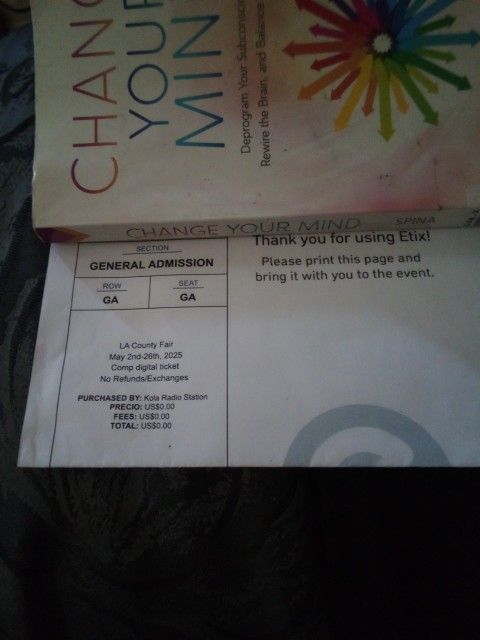 CHANG
YOUR
MIN
Deprogram Your Subconscio
Rewire the Brain, and Balance
CHANGE YOUR MIND SPINA
SECTION
GENERAL ADMISSION
ROW SEAT
GA GA
LA County Fair
May 2nd-26th, 2025
Comp digital ticket
No Refunds/Exchanges
PURCHASED BY: Kola Radio Station
PRECIO: US$0.00
FEES: US$0.00
TOTAL: US$0.00
Thank you for using Etix!
Please print this page and
bring it with you to the event.